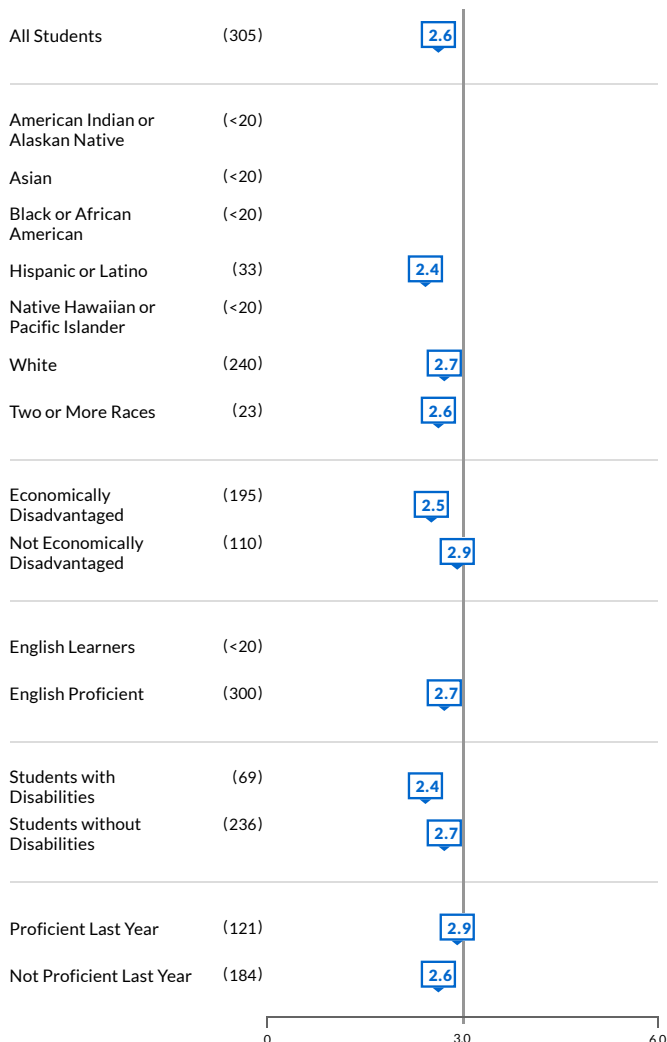 All Students (305) 2.6
American Indian or (<20)
Alaskan Native
Asian (<20)
Black or African (<20)
American
Hispanic or Latino (33) 2.4
Native Hawaiian or (<20)
Pacific Islander
White (240) 2.7
Two or More Races (23) 2.6
Economically (195) 2.5
Disadvantaged
Not Economically (110) 2.9
Disadvantaged
English Learners (<20)
English Proficient (300) 2.7
Students with (69) 2.4
Disabilities
Students without (236) 2.7
Disabilities
Proficient Last Year (121) 2.9
Not Proficient Last Year (184) 2.6
0 3.0 6.0